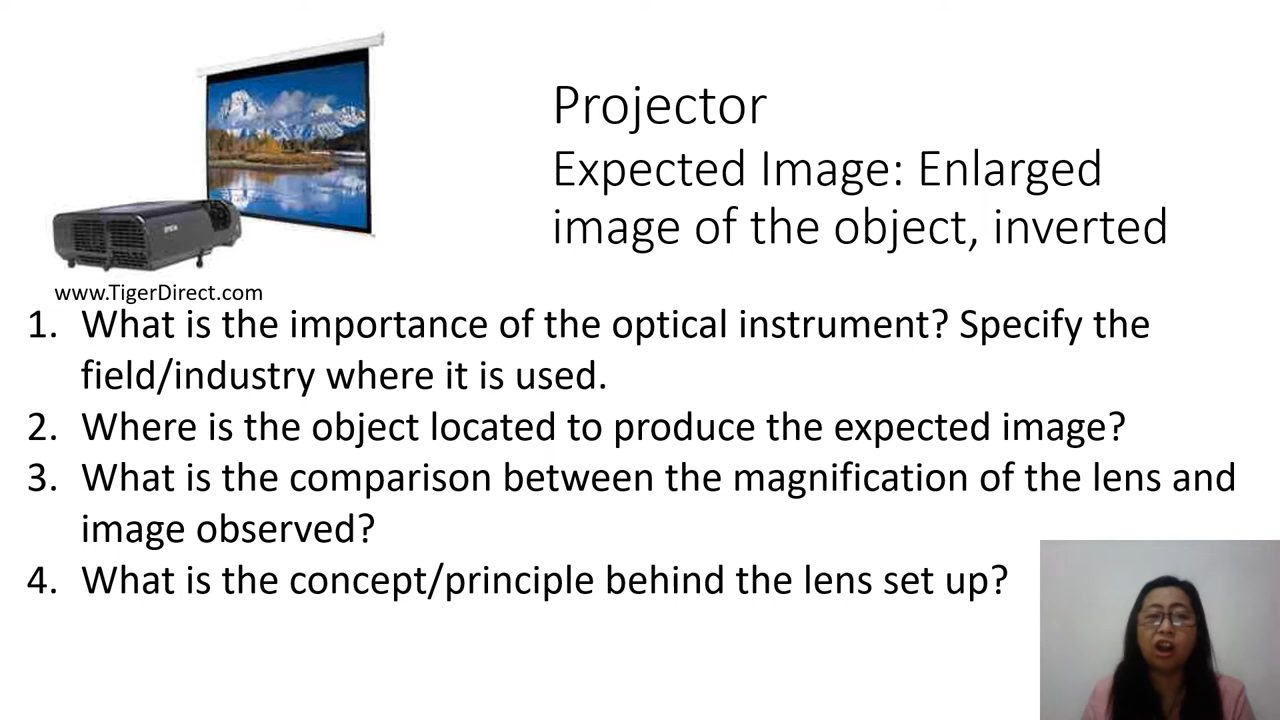 Projector
Expected Image: Enlarged
image of the object, inverted
www.TigerDirect.com
1. What is the importance of the optical instrument? Specify the
field/industry where it is used.
2. Where is the object located to produce the expected image?
3. What is the comparison between the magnification of the lens and
image observed?
4. What is the concept/principle behind the lens set up?